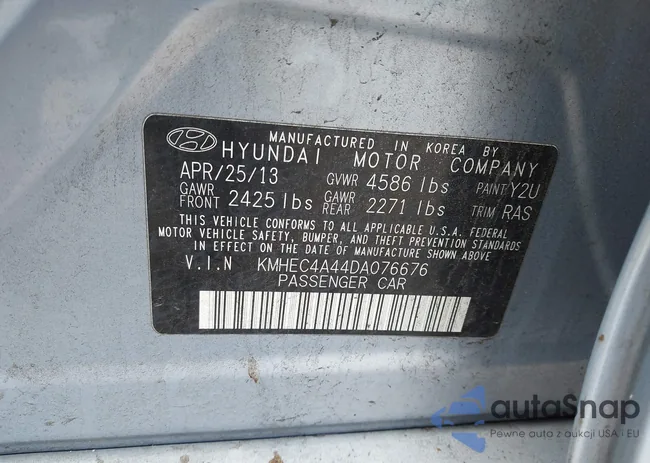 MANUFACTURED IN KOREA BY
HYUNDAI MOTOR COMPANY
APR/25/13 GVWR 4586 lbs PAINT Y2U
GAWR FRONT 2425 lbs GAWR REAR 2271 lbs TRIM RAS
THIS VEHICLE CONFORMS TO ALL APPLICABLE U.S.A. FEDERAL
MOTOR VEHICLE SAFETY, BUMPER, AND THEFT PREVENTION STANDARDS
IN EFFECT ON THE DATE OF MANUFACTURE SHOWN ABOVE.
V.I.N KMHEC4A44DA076676
PASSENGER CAR
autoSnap
Pewne auto z aukcji USA i EU